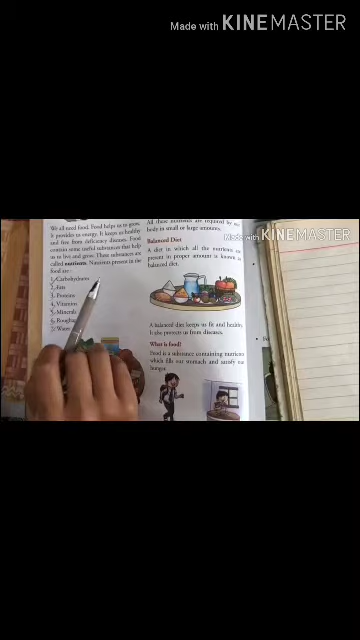 Made with KINEMASTER
Made with KINEMASTER
We all need food. Food helps us to grow.
It provides us energy. It keeps us healthy
and free from deficiency diseases. Food
contain some useful substances that help
us to live and grow. These substances are
called nutrients. Nutrients present in the
food are :
1. Carbohydrates
2. Fats
3. Proteins
4. Vitamins
5. Minerals
6.
7. Water
All these nutrients are required by our
body in small or large amounts.
Balanced Diet
A diet in which all the nutrients are
present in proper amount is known as
balanced diet.
A balanced diet keeps us fit and healthy.
It also prevent us from diseases.
What is food?
Food is a substance containing nutrients
which fills our stomach and satisfy our
hunger.